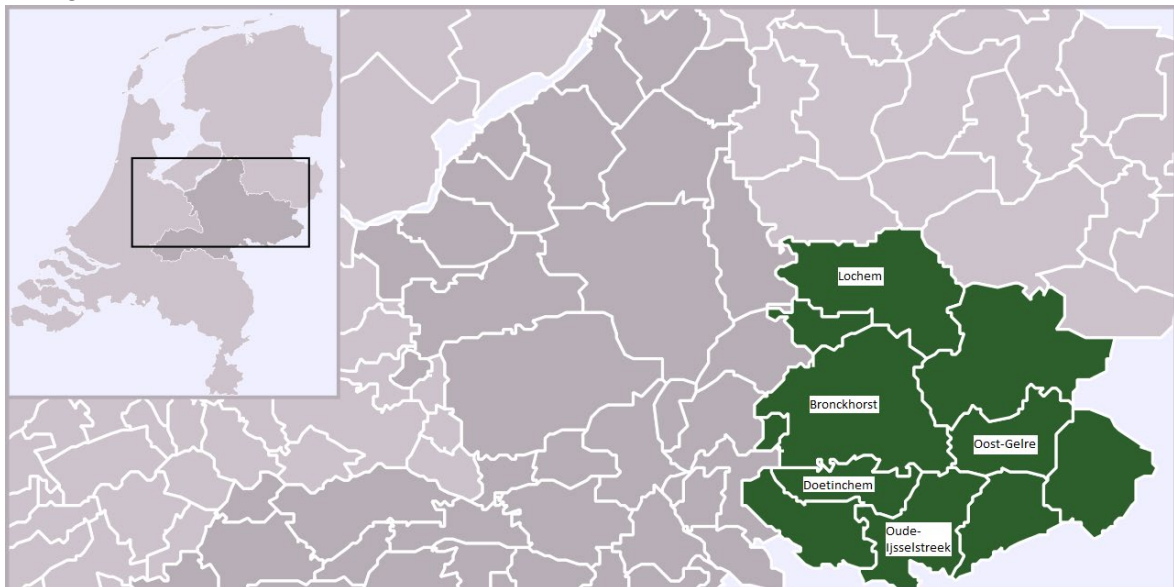 Lochem
Bronckhorst
Oost-Gelre
Doetinchem
Oude-
Ijsselstreek